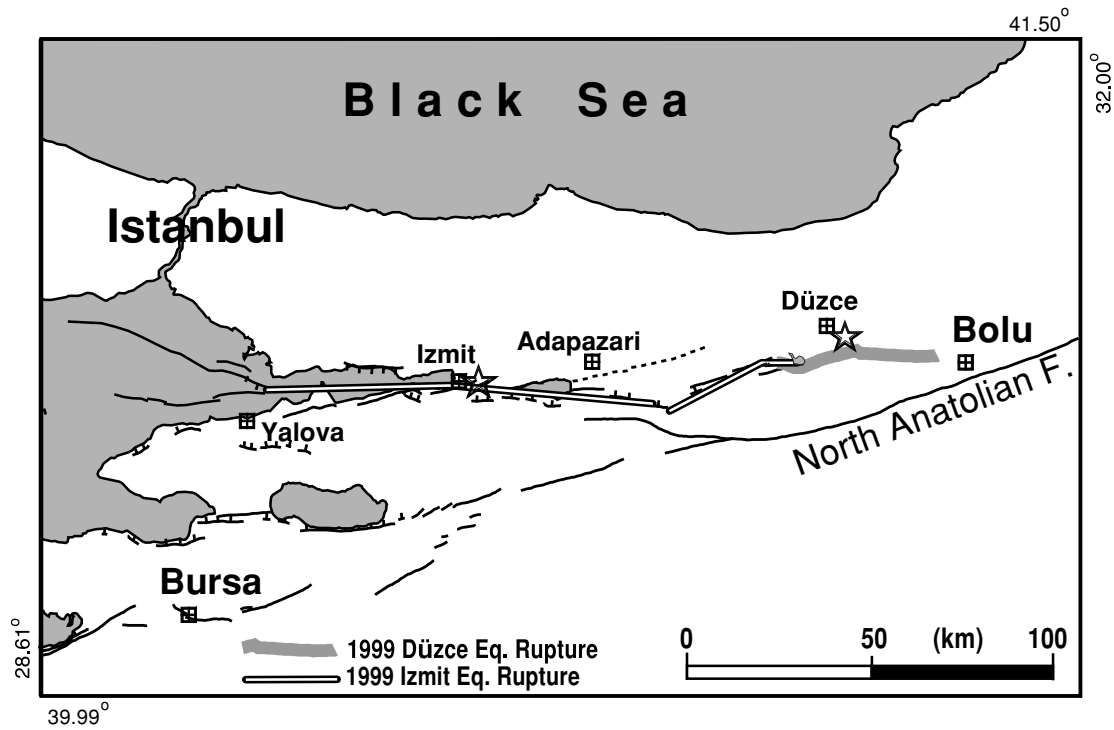 41.50°
32.00°
Black Sea
Istanbul
Düzce
Bolu
Adapazari
Izmit
North Anatolian F.
Yalova
Bursa
28.61°
39.99°
1999 Düzce Eq. Rupture
1999 Izmit Eq. Rupture
0 50 (km) 100